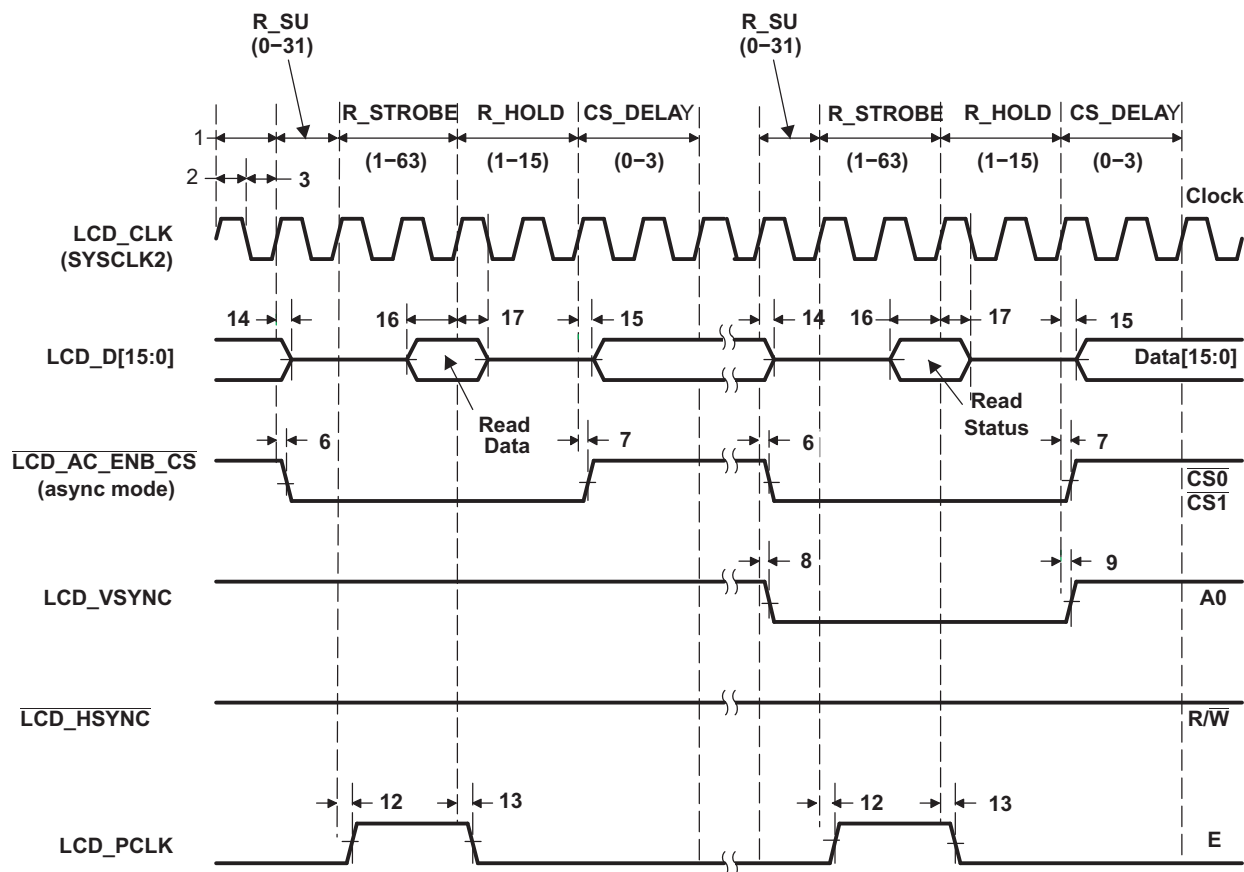 R_SU
(0−31)
R_SU
(0−31)
R_STROBE R_HOLD CS_DELAY
R_STROBE R_HOLD CS_DELAY
1
(1−63) (1−15) (0−3)
(1−63) (1−15) (0−3)
2 3
Clock
LCD_CLK
(SYSCLK2)
14 16 17 15 14 16 17 15
LCD_D[15:0]
Data[15:0]
Read
Data
Read
Status
6 7 6 7
LCD_AC_ENB_CS
(async mode)
CS0
CS1
8 9
LCD_VSYNC
A0
LCD_HSYNC
R/W
12 13 12 13
LCD_PCLK
E